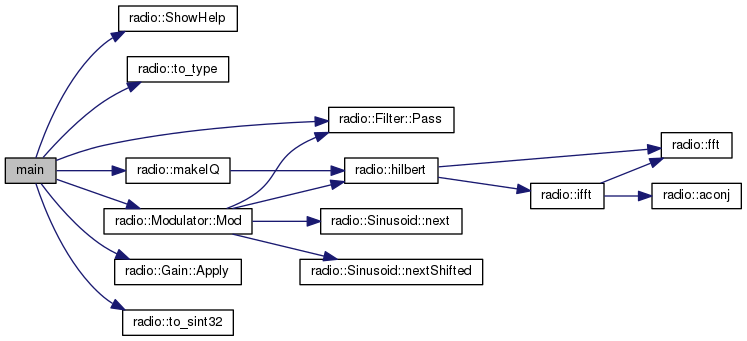 radio::ShowHelp
radio::to_type
radio::Filter::Pass
radio::fft
main
radio::makeIQ
radio::hilbert
radio::ifft
radio::aconj
radio::Modulator::Mod
radio::Sinusoid::next
radio::Gain::Apply
radio::Sinusoid::nextShifted
radio::to_sint32